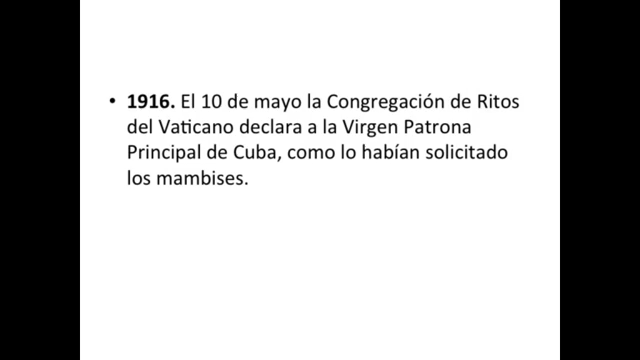 • 1916. El 10 de mayo la Congregación de Ritos
del Vaticano declara a la Virgen Patrona
Principal de Cuba, como lo habían solicitado
los mambises.